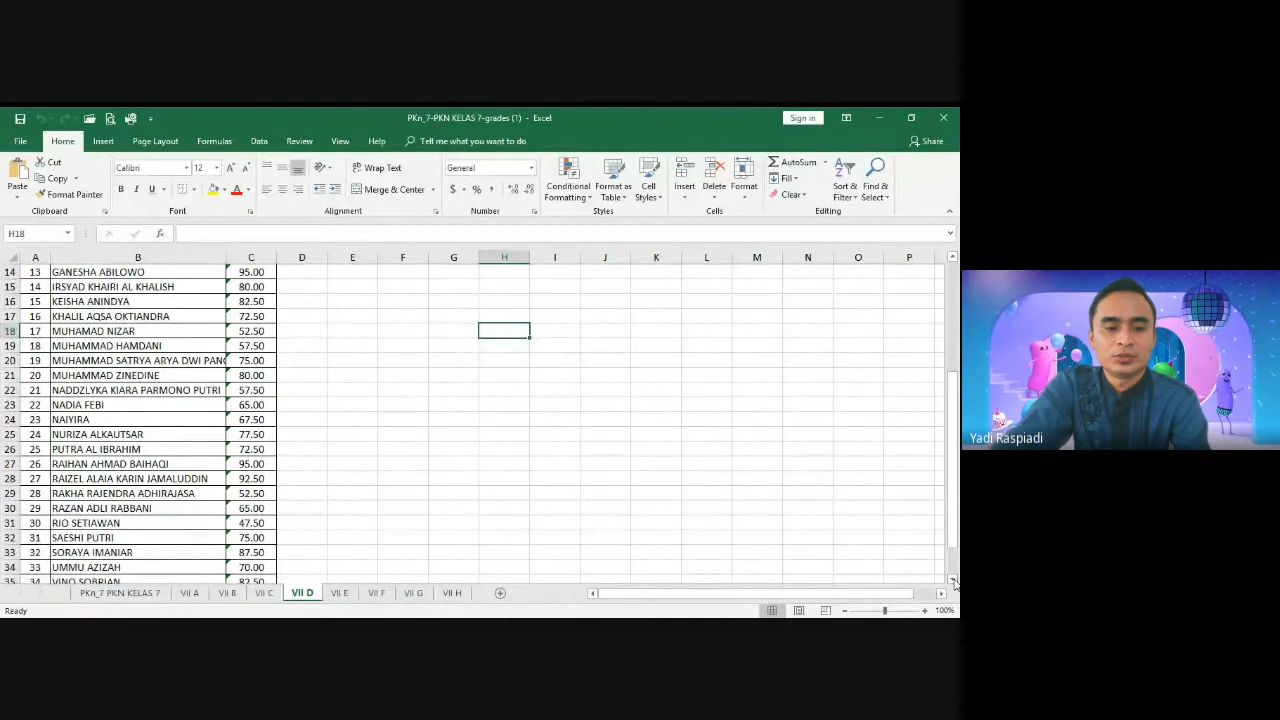 PKn_7-PKN KELAS 7-grades (1) - Excel
Sign in
File Home Insert Page Layout Formulas Data Review View Help Tell me what you want to do Share
Paste Cut Copy Format Painter Clipboard
Calibri 12 B I U Font
Wrap Text Merge & Center Alignment
General $ % , Number
Conditional Formatting Format as Table Cell Styles Styles
Insert Delete Format Cells
AutoSum Fill Clear Sort & Filter Find & Select Editing
H18 fx
A B C D E F G H I J K L M N O P
14 13 GANESHA ABILOWO 95.00
15 14 IRSYAD KHAIRI AL KHALISH 80.00
16 15 KEISHA ANINDYA 82.50
17 16 KHALIL AQSA OKTIANDRA 72.50
18 17 MUHAMAD NIZAR 52.50
19 18 MUHAMMAD HAMDANI 57.50
20 19 MUHAMMAD SATRYA ARYA DWI PANG 75.00
21 20 MUHAMMAD ZINEDINE 80.00
22 21 NADDZLYKA KIARA PARMONO PUTRI 57.50
23 22 NADIA FEBI 65.00
24 23 NAIYIRA 67.50
25 24 NURIZA ALKAUTSAR 77.50
26 25 PUTRA AL IBRAHIM 72.50
27 26 RAIHAN AHMAD BAIHAQI 95.00
28 27 RAIZEL ALAIA KARIN JAMALUDDIN 92.50
29 28 RAKHA RAJENDRA ADHIRAJASA 52.50
30 29 RAZAN ADLI RABBANI 65.00
31 30 RIO SETIAWAN 47.50
32 31 SAESHI PUTRI 75.00
33 32 SORAYA IMANIAR 87.50
34 33 UMMU AZIZAH 70.00
35 34 VINO SOBRIAN 82.50
PKn_7 PKN KELAS 7 VII A VII B VII C VII D VII E VII F VII G VII H
Ready 100%
Yadi Raspiadi